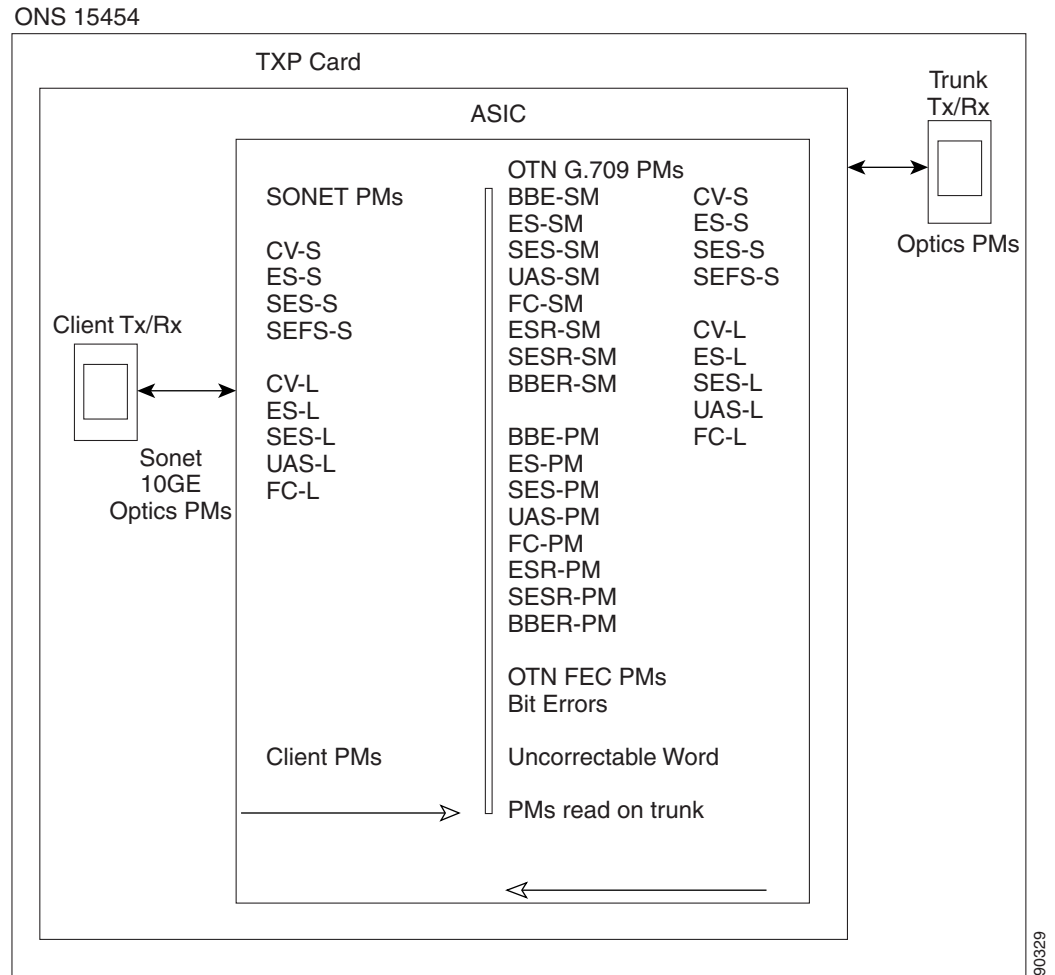 ONS 15454
TXP Card
Trunk
Tx/Rx
Optics PMs
ASIC
Client Tx/Rx
Sonet
10GE
Optics PMs
SONET PMs
CV-S
ES-S
SES-S
SEFS-S
CV-L
ES-L
SES-L
UAS-L
FC-L
Client PMs
OTN G.709 PMs
BBE-SM
ES-SM
SES-SM
UAS-SM
FC-SM
ESR-SM
SESR-SM
BBER-SM
BBE-PM
ES-PM
SES-PM
UAS-PM
FC-PM
ESR-PM
SESR-PM
BBER-PM
OTN FEC PMs
Bit Errors
Uncorrectable Word
PMs read on trunk
CV-S
ES-S
SES-S
SEFS-S
CV-L
ES-L
SES-L
UAS-L
FC-L
90329